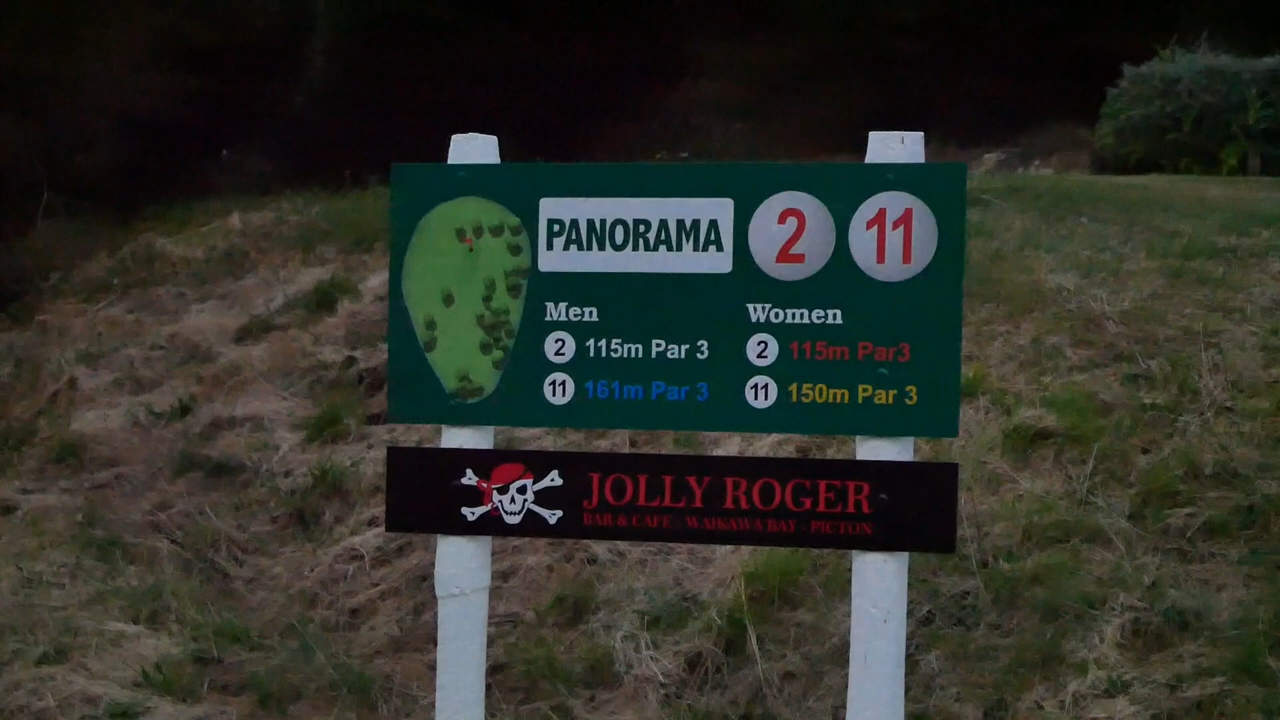 PANORAMA 2 11
Men
2 115m Par 3
11 161m Par 3
Women
2 115m Par3
11 150m Par 3
JOLLY ROGER
BAR & CAFE - WAIKAWA BAY - PICTON